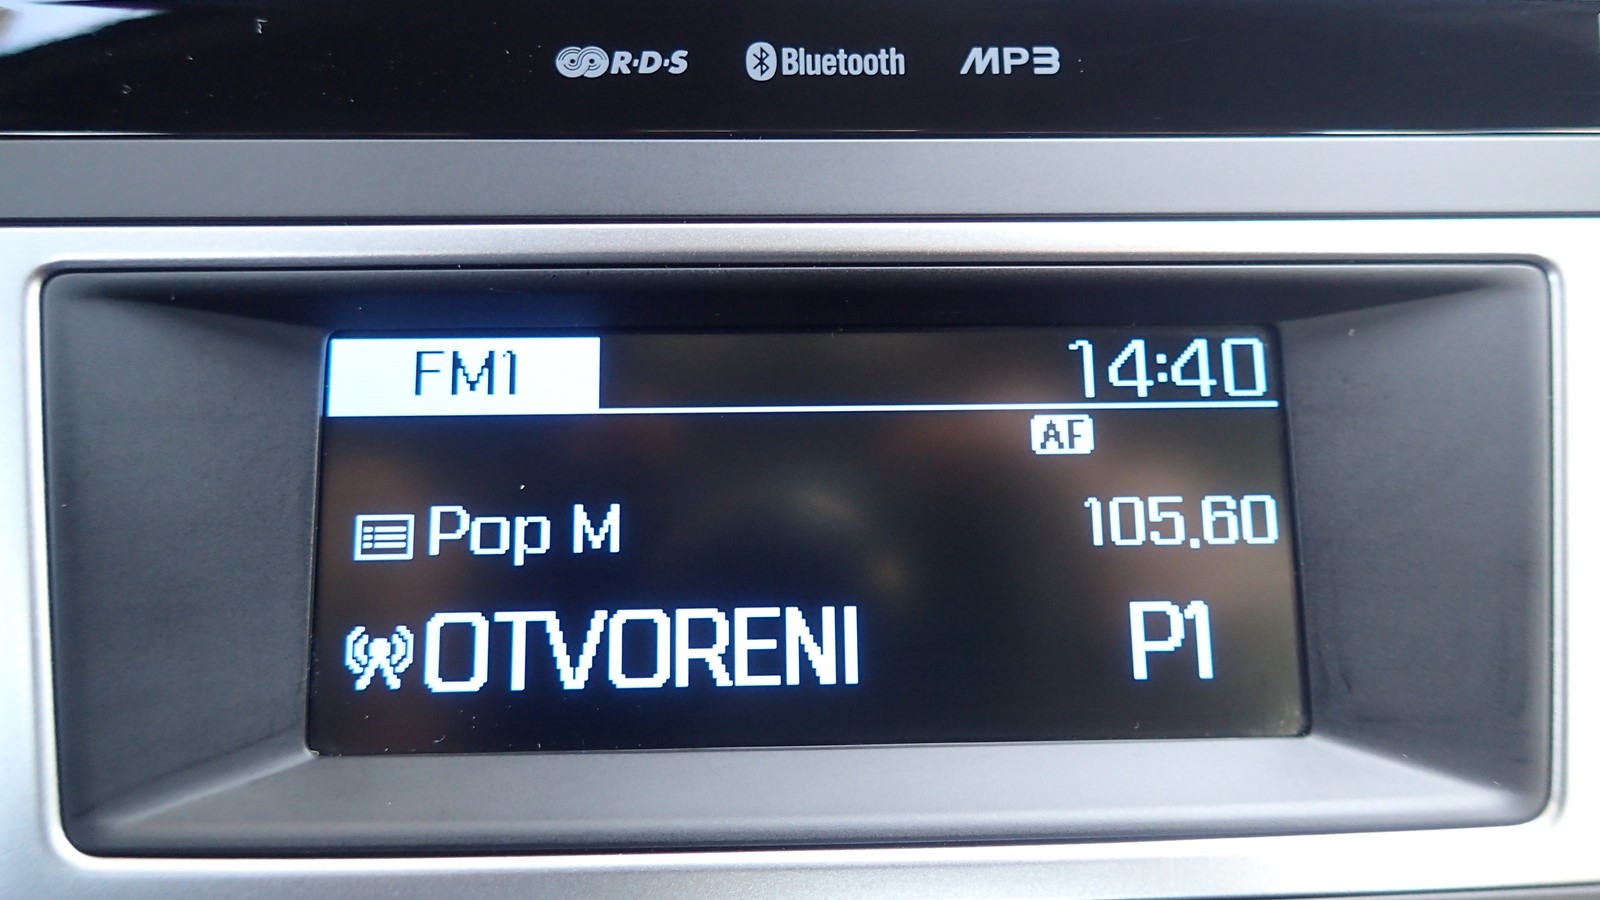 R·D·S Bluetooth MP3
FM1 14:40
AF
Pop M 105.60
OTVORENI P1